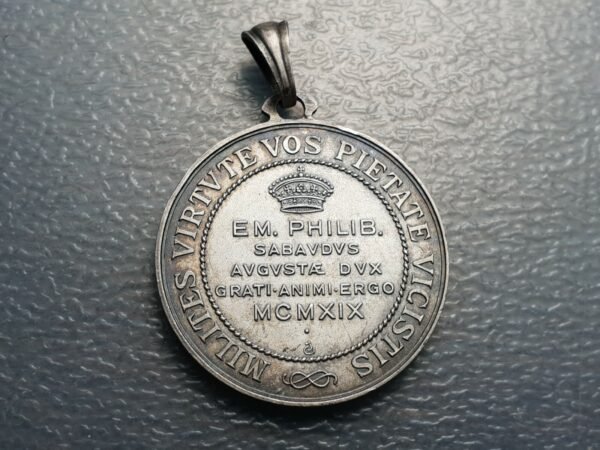 MILITES VIRTVTE VOS PIETATE VICISTIS
EM. PHILIB.
SABAVDVS
AVGVSTÆ DVX
GRATI·ANIMI·ERGO
MCMXIX